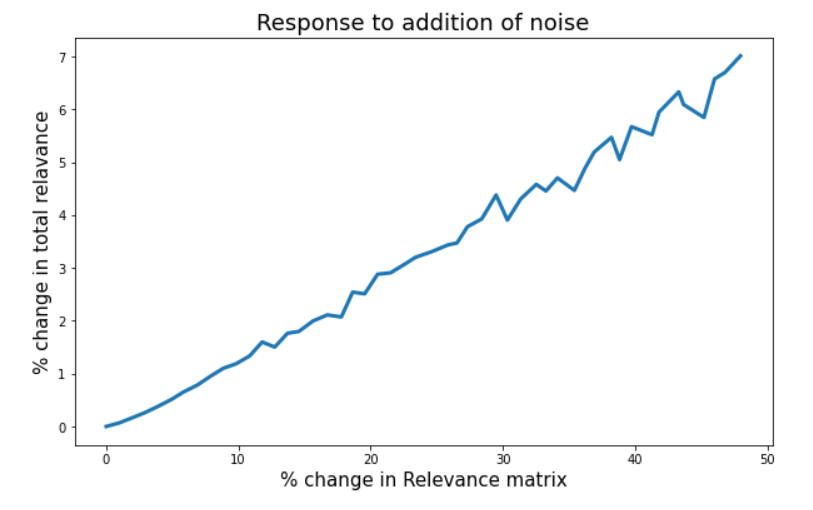 Response to addition of noise
% change in total relavance
7
6
5
4
3
2
1
0
0 10 20 30 40 50
% change in Relevance matrix